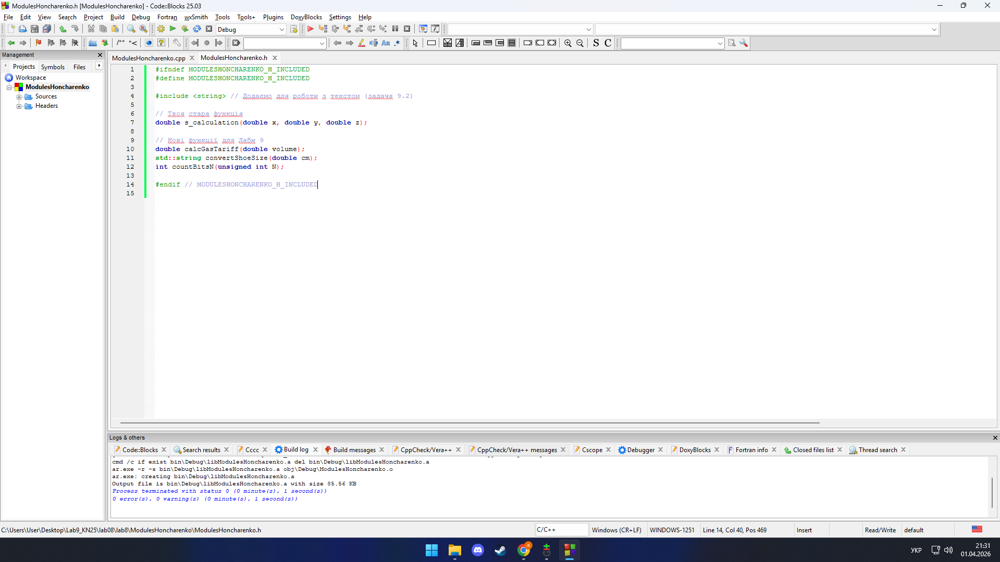 ModulesHoncharenko.h [ModulesHoncharenko] - Code::Blocks 25.03
File Edit View Search Project Build Debug Fortran wxSmith Tools Tools+ Plugins DoxyBlocks Settings Help
Debug
/** *< S C
Management
Projects Symbols Files
Workspace
ModulesHoncharenko
Sources
Headers
ModulesHoncharenko.cpp ModulesHoncharenko.h
1 #ifndef MODULESHONCHARENKO_H_INCLUDED
2 #define MODULESHONCHARENKO_H_INCLUDED
3
4 #include <string> // Додаємо для роботи з текстом (задача 9.2)
5
6 // Твоя стара функція
7 double s_calculation(double x, double y, double z);
8
9 // Нові функції для Лаби 9
10 double calcGasTariff(double volume);
11 std::string convertShoeSize(double cm);
12 int countBitsN(unsigned int N);
13
14 #endif // MODULESHONCHARENKO_H_INCLUDED
15
Logs & others
Code::Blocks Search results Cccc Build log Build messages CppCheck/Vera++ CppCheck/Vera++ messages Cscope Debugger DoxyBlocks Fortran info Closed files list Thread search
cmd /c if exist bin\Debug\libModulesHoncharenko.a del bin\Debug\libModulesHoncharenko.a
ar.exe -r -s bin\Debug\libModulesHoncharenko.a obj\Debug\ModulesHoncharenko.o
ar.exe: creating bin\Debug\libModulesHoncharenko.a
Output file is bin\Debug\libModulesHoncharenko.a with size 85.56 KB
Process terminated with status 0 (0 minute(s), 1 second(s))
0 error(s), 0 warning(s) (0 minute(s), 1 second(s))
C:\Users\User\Desktop\Lab9_KN25\lab08\lab8\ModulesHoncharenko\ModulesHoncharenko.h C/C++ Windows (CR+LF) WINDOWS-1251 Line 14, Col 40, Pos 469 Insert Read/Write default
УКР 21:31
01.04.2026